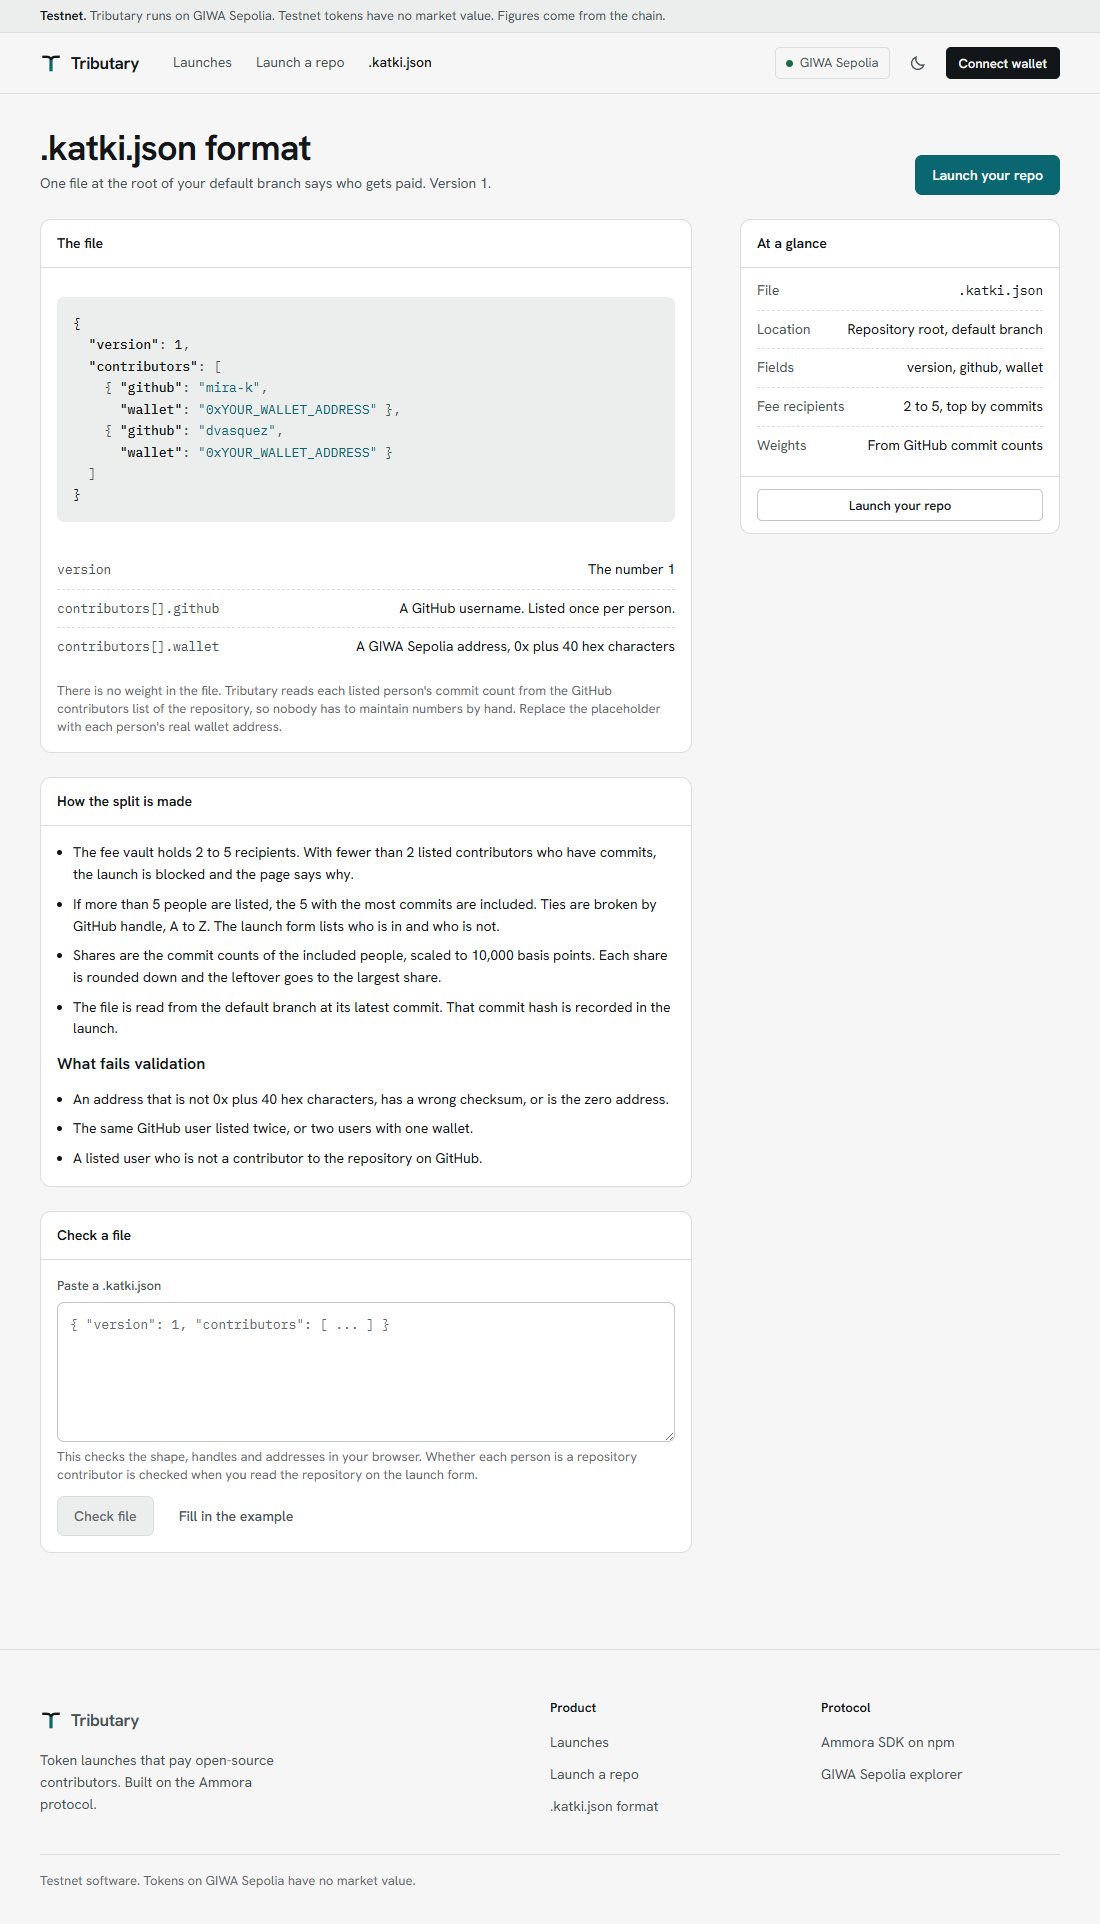 Testnet. Tributary runs on GIWA Sepolia. Testnet tokens have no market value. Figures come from the chain.
Tributary
Launches
Launch a repo
.katki.json
GIWA Sepolia
Connect wallet
.katki.json format
One file at the root of your default branch says who gets paid. Version 1.
Launch your repo
The file
{
"version": 1,
"contributors": [
{ "github": "mira-k",
"wallet": "0xYOUR_WALLET_ADDRESS" },
{ "github": "dvasquez",
"wallet": "0xYOUR_WALLET_ADDRESS" }
]
}
version
The number 1
contributors[].github
A GitHub username. Listed once per person.
contributors[].wallet
A GIWA Sepolia address, 0x plus 40 hex characters
There is no weight in the file. Tributary reads each listed person's commit count from the GitHub
contributors list of the repository, so nobody has to maintain numbers by hand. Replace the placeholder
with each person's real wallet address.
At a glance
File
.katki.json
Location
Repository root, default branch
Fields
version, github, wallet
Fee recipients
2 to 5, top by commits
Weights
From GitHub commit counts
Launch your repo
How the split is made
• The fee vault holds 2 to 5 recipients. With fewer than 2 listed contributors who have commits,
the launch is blocked and the page says why.
• If more than 5 people are listed, the 5 with the most commits are included. Ties are broken by
GitHub handle, A to Z. The launch form lists who is in and who is not.
• Shares are the commit counts of the included people, scaled to 10,000 basis points. Each share
is rounded down and the leftover goes to the largest share.
• The file is read from the default branch at its latest commit. That commit hash is recorded in the
launch.
What fails validation
• An address that is not 0x plus 40 hex characters, has a wrong checksum, or is the zero address.
• The same GitHub user listed twice, or two users with one wallet.
• A listed user who is not a contributor to the repository on GitHub.
Check a file
Paste a .katki.json
{ "version": 1, "contributors": [ ... ] }
This checks the shape, handles and addresses in your browser. Whether each person is a repository
contributor is checked when you read the repository on the launch form.
Check file
Fill in the example
Tributary
Token launches that pay open-source
contributors. Built on the Ammora
protocol.
Product
Launches
Launch a repo
.katki.json format
Protocol
Ammora SDK on npm
GIWA Sepolia explorer
Testnet software. Tokens on GIWA Sepolia have no market value.